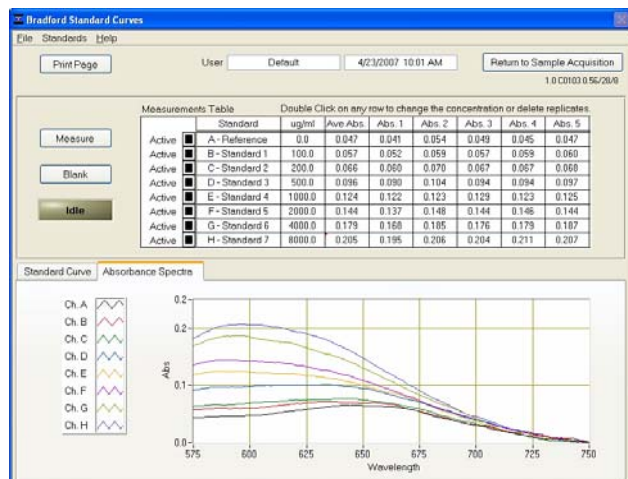 Bradford Standard Curves
File Standards Help
Print Page
User Default 4/23/2007 10:01 AM
Return to Sample Acquisition
1.0 C0103 0.56/28/8
Measurements Table Double Click on any row to change the concentration or delete replicates.
Standard ug/ml Ave Abs. Abs. 1 Abs. 2 Abs. 3 Abs. 4 Abs. 5
Active A - Reference 0.0 0.047 0.041 0.054 0.049 0.045 0.047
Active B - Standard 1 100.0 0.057 0.052 0.059 0.057 0.059 0.060
Active C - Standard 2 200.0 0.066 0.060 0.070 0.067 0.067 0.068
Active D - Standard 3 500.0 0.096 0.090 0.104 0.094 0.094 0.097
Active E - Standard 4 1000.0 0.124 0.122 0.123 0.129 0.123 0.125
Active F - Standard 5 2000.0 0.144 0.137 0.148 0.144 0.146 0.144
Active G - Standard 6 4000.0 0.179 0.168 0.185 0.176 0.179 0.187
Active H - Standard 7 8000.0 0.205 0.195 0.206 0.204 0.211 0.207
Measure
Blank
Idle
Standard Curve Absorbance Spectra
Ch. A
Ch. B
Ch. C
Ch. D
Ch. E
Ch. F
Ch. G
Ch. H
Abs
0.2
0.2
0.1
0.0
575 600 625 650 675 700 725 750
Wavelength